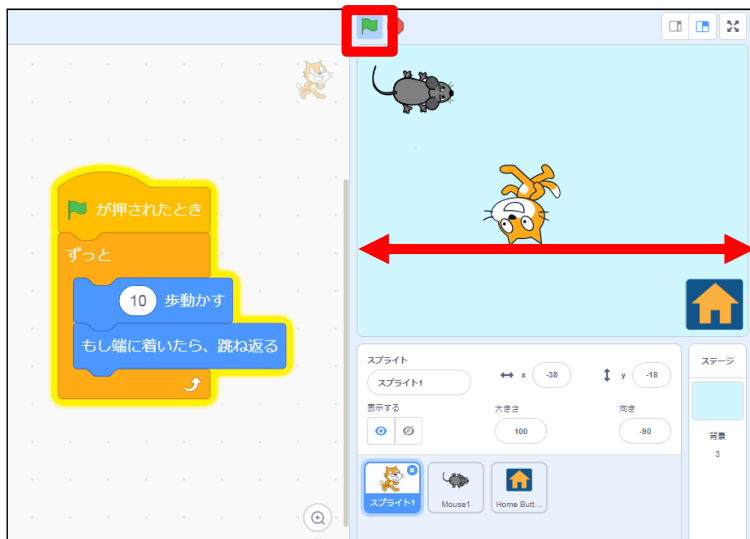 が押されたとき
ずっと
10 歩動かす
もし端に着いたら、跳ね返る
スプライト
スプライト1
x -38
y -18
表示する
大きさ
100
向き
-90
スプライト1
Mouse1
Home Butt...
ステージ
背景
3